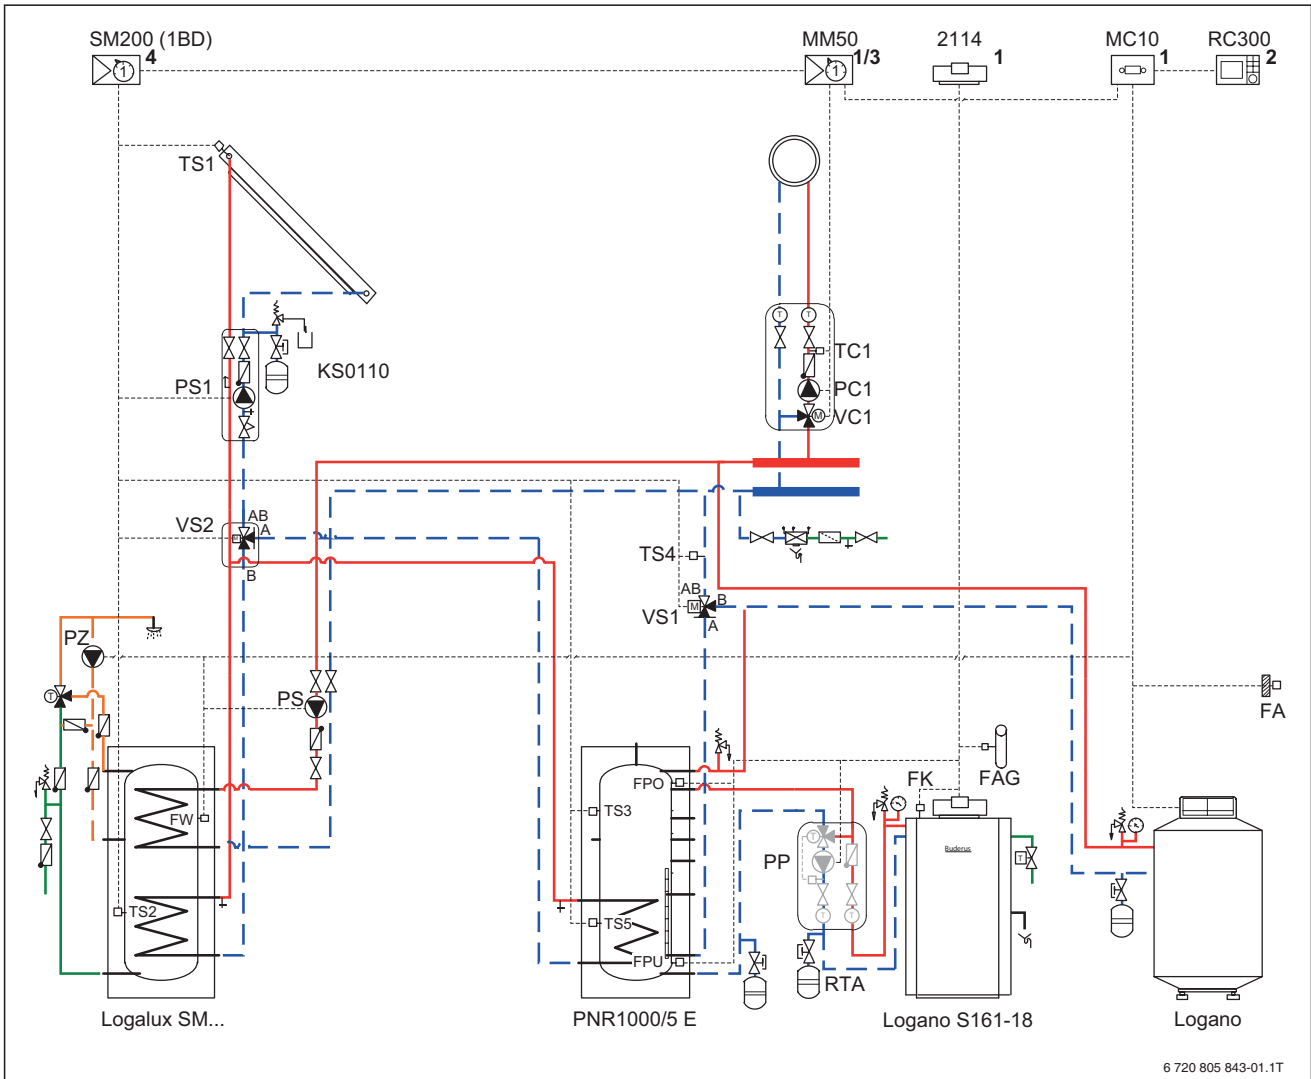 SM200 (1BD)
4
1
MM50
1/3
1
2114
1
MC10
1
RC300
2
TS1
KS0110
PS1
T
T
TC1
PC1
VC1
M
VS2
AB
A
M
B
TS4
AB
B
VS1
M
A
PZ
T
PS
FA
FW
TS2
FPO
TS3
TS5
FPU
T
PP
T
T
RTA
FK
FAG
Buderus
T
Logalux SM...
PNR1000/5 E
Logano S161-18
Logano
6 720 805 843-01.1T